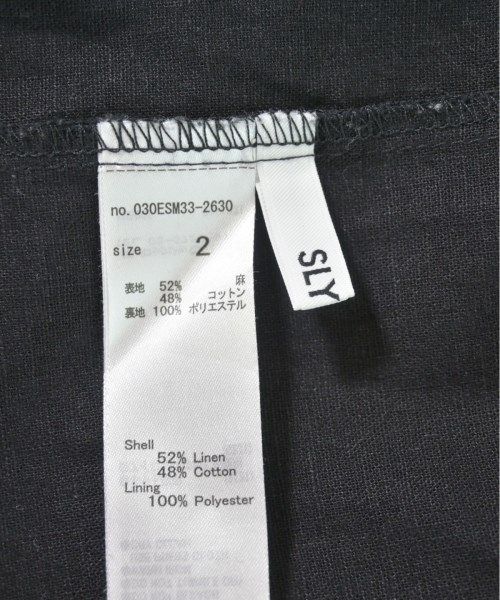 no. 030ESM33-2630
size 2
表地 52% 麻
48% コットン
裏地 100% ポリエステル
SLY
Shell
52% Linen
48% Cotton
Lining
100% Polyester